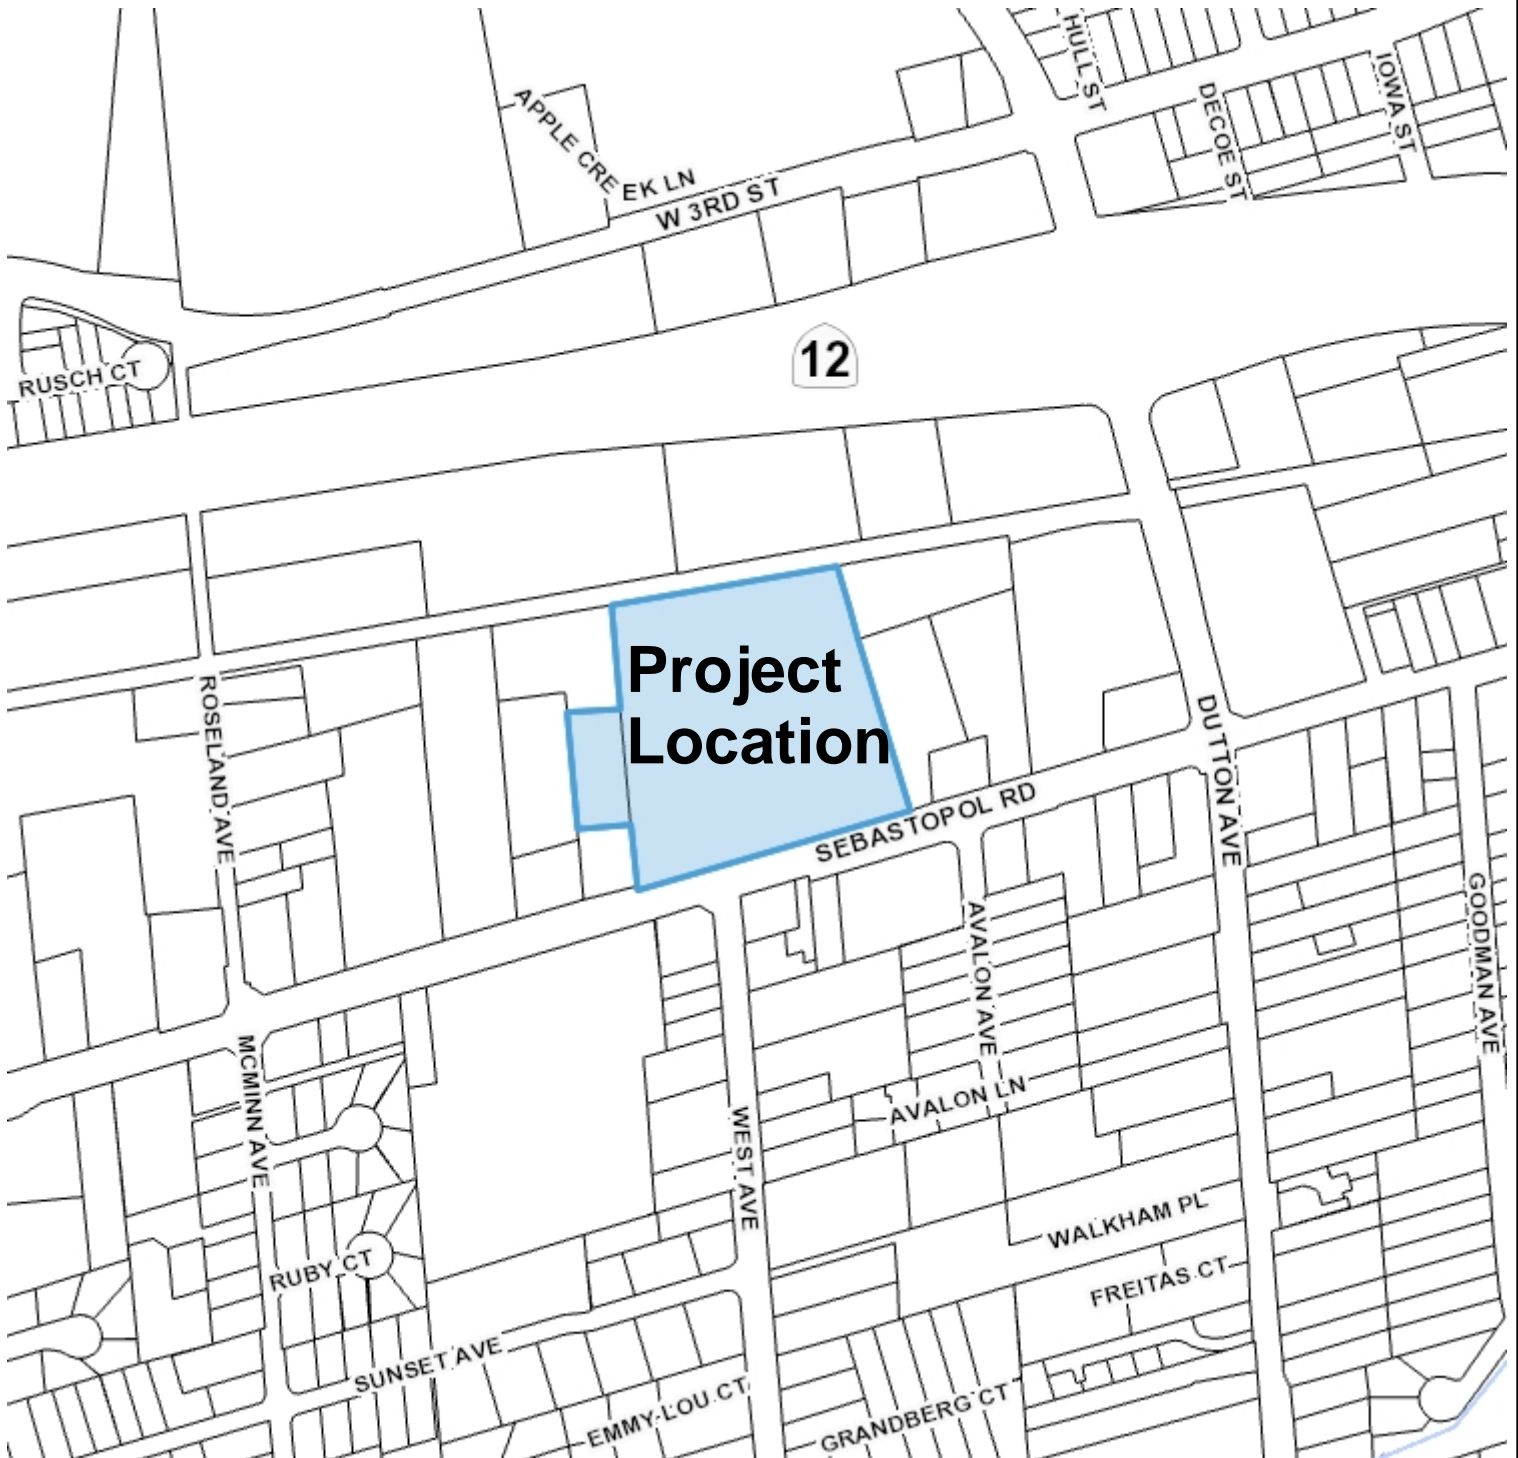 HULL ST
IOWA ST
DECOE ST
APPLE CREEK LN
W 3RD ST
12
RUSCH CT
Project
Location
ROSELAND AVE
DUTTON AVE
SEBASTOPOL RD
GOODMAN AVE
AVALON AVE
MCMINN AVE
AVALON LN
WEST AVE
WALKHAM PL
RUBY CT
FREITAS CT
SUNSET AVE
EMMY LOU CT
GRANDBERG CT